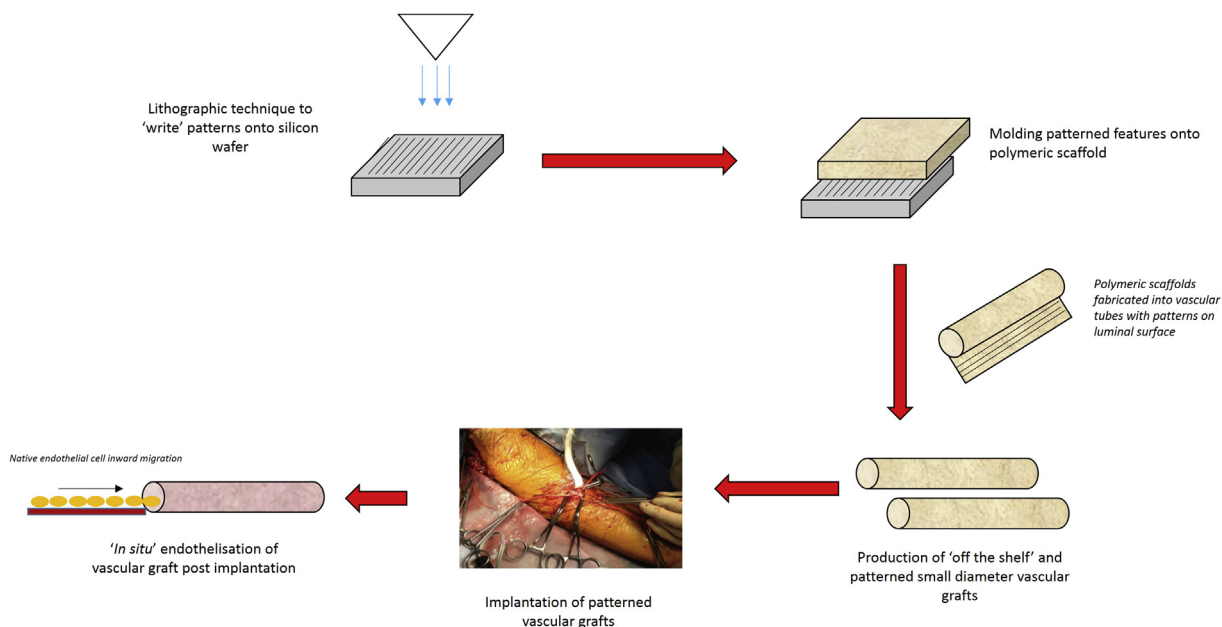 Lithographic technique to
‘write’ patterns onto silicon
wafer
Molding patterned features onto
polymeric scaffold
Polymeric scaffolds
fabricated into vascular
tubes with patterns on
luminal surface
Production of ‘off the shelf’ and
patterned small diameter vascular
grafts
Implantation of patterned
vascular grafts
Native endothelial cell inward migration
‘In situ’ endothelisation of
vascular graft post implantation